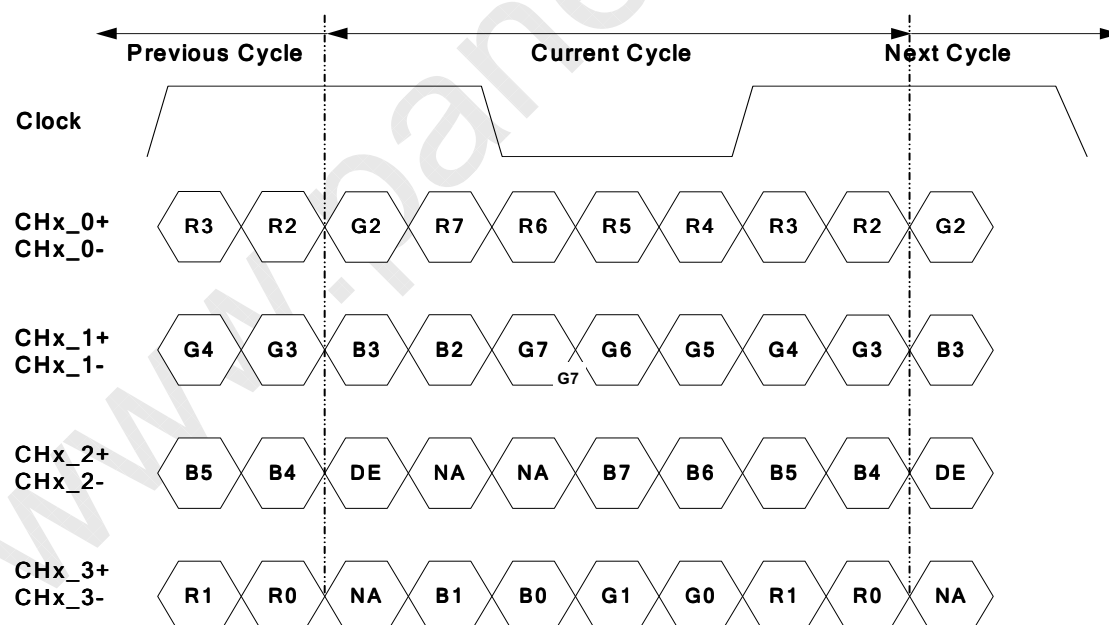 Previous Cycle Current Cycle Next Cycle
Clock
CHx_0+
CHx_0-
R3 R2 G2 R7 R6 R5 R4 R3 R2 G2
CHx_1+
CHx_1-
G4 G3 B3 B2 G7 G6 G5 G4 G3 B3
G7
CHx_2+
CHx_2-
B5 B4 DE NA NA B7 B6 B5 B4 DE
CHx_3+
CHx_3-
R1 R0 NA B1 B0 G1 G0 R1 R0 NA
www.pane